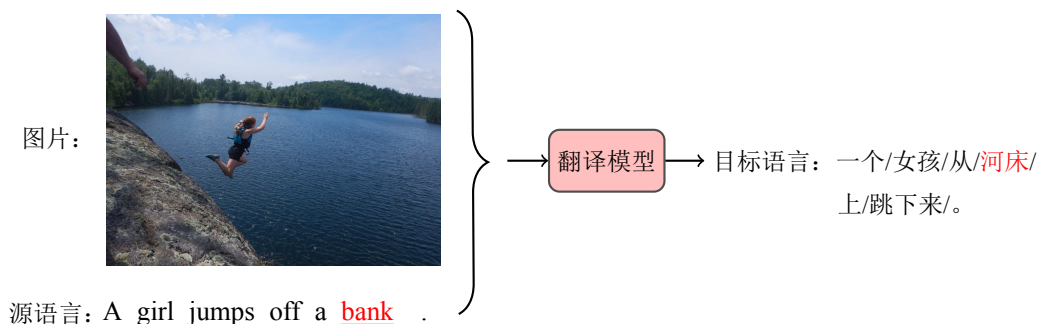 图片：
源语言：A girl jumps off a bank .
翻译模型
目标语言：一个/女孩/从/河床/
上/跳下来/。